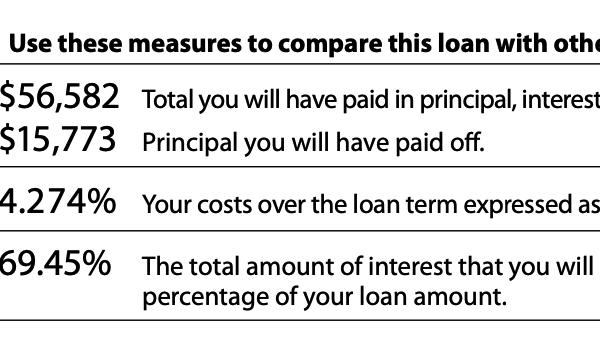 Use these measures to compare this loan with othe
$56,582 Total you will have paid in principal, interest
$15,773 Principal you will have paid off.
4.274% Your costs over the loan term expressed as
69.45% The total amount of interest that you will
percentage of your loan amount.